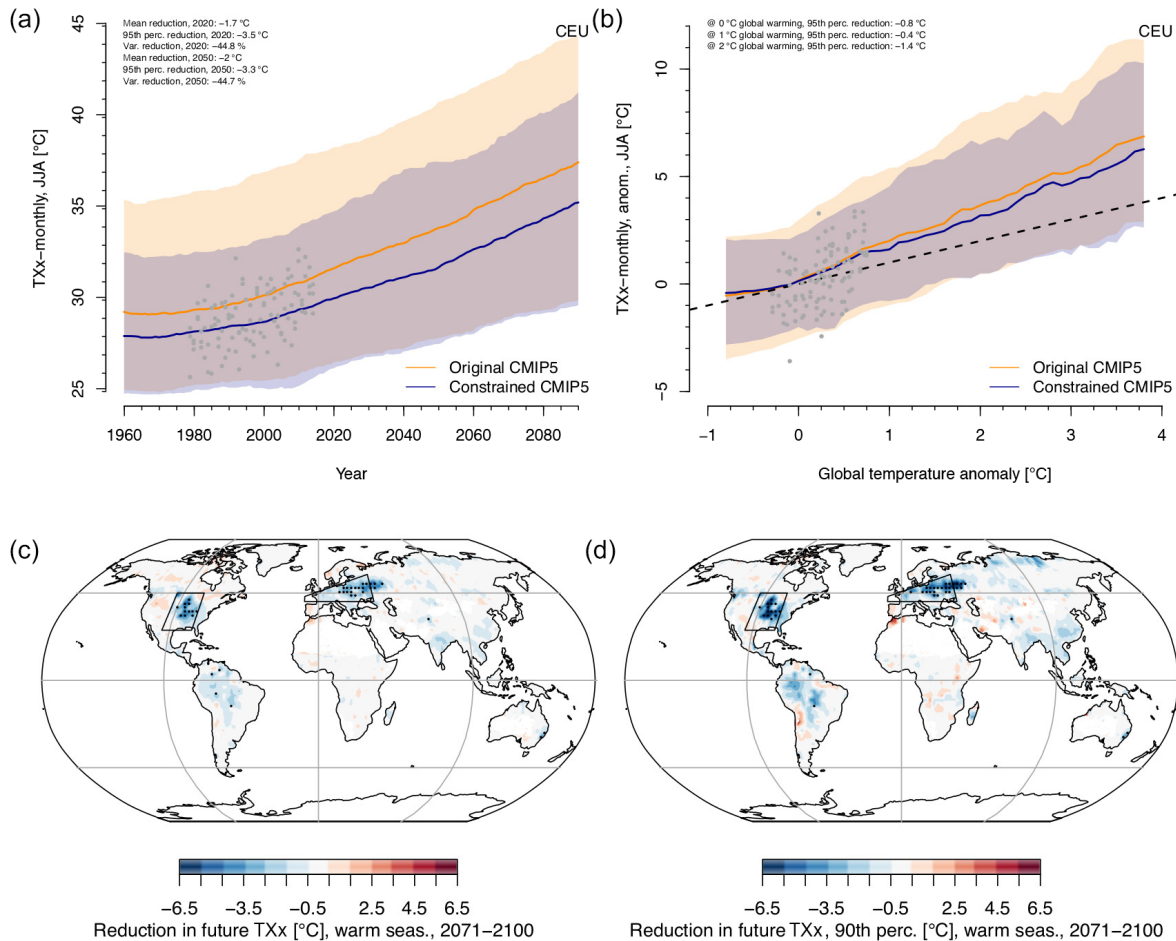 (a)
Mean reduction, 2020: −1.7 °C
95th perc. reduction, 2020: −3.5 °C
Var. reduction, 2020: −44.8 %
Mean reduction, 2050: −2 °C
95th perc. reduction, 2050: −3.3 °C
Var. reduction, 2050: −44.7 %
CEU
TXx−monthly, JJA [°C]
45
40
35
30
25
Original CMIP5
Constrained CMIP5
1960 1980 2000 2020 2040 2060 2080
Year
(b)
@ 0 °C global warming, 95th perc. reduction: −0.8 °C
@ 1 °C global warming, 95th perc. reduction: −0.4 °C
@ 2 °C global warming, 95th perc. reduction: −1.4 °C
CEU
TXx−monthly, anom., JJA [°C]
10
5
0
−5
Original CMIP5
Constrained CMIP5
−1 0 1 2 3 4
Global temperature anomaly [°C]
(c)
−6.5 −3.5 −0.5 2.5 4.5 6.5
Reduction in future TXx [°C], warm seas., 2071−2100
(d)
−6.5 −3.5 −0.5 2.5 4.5 6.5
Reduction in future TXx , 90th perc. [°C], warm seas., 2071−2100